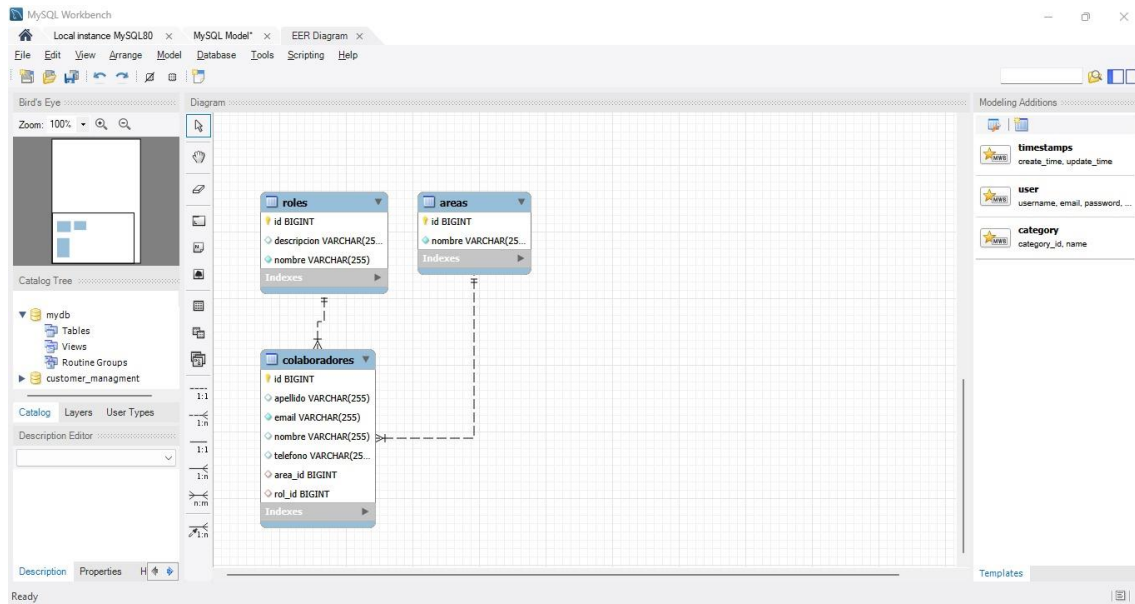 MySQL Workbench
Local instance MySQL80 × MySQL Model* × EER Diagram ×
File Edit View Arrange Model Database Tools Scripting Help
Bird's Eye
Zoom: 100%
Diagram
Modeling Additions
timestamps
create_time, update_time
user
username, email, password, ...
category
category_id, name
roles
id BIGINT
descripcion VARCHAR(25...
nombre VARCHAR(255)
Indexes
areas
id BIGINT
nombre VARCHAR(25...
Indexes
colaboradores
id BIGINT
apellido VARCHAR(255)
email VARCHAR(255)
nombre VARCHAR(255)
telefono VARCHAR(25...
area_id BIGINT
rol_id BIGINT
Indexes
Catalog Tree
mydb
Tables
Views
Routine Groups
customer_managment
Catalog Layers User Types
Description Editor
1:1
1:n
1:1
1:n
n:m
1:n
Description Properties H
Templates
Ready